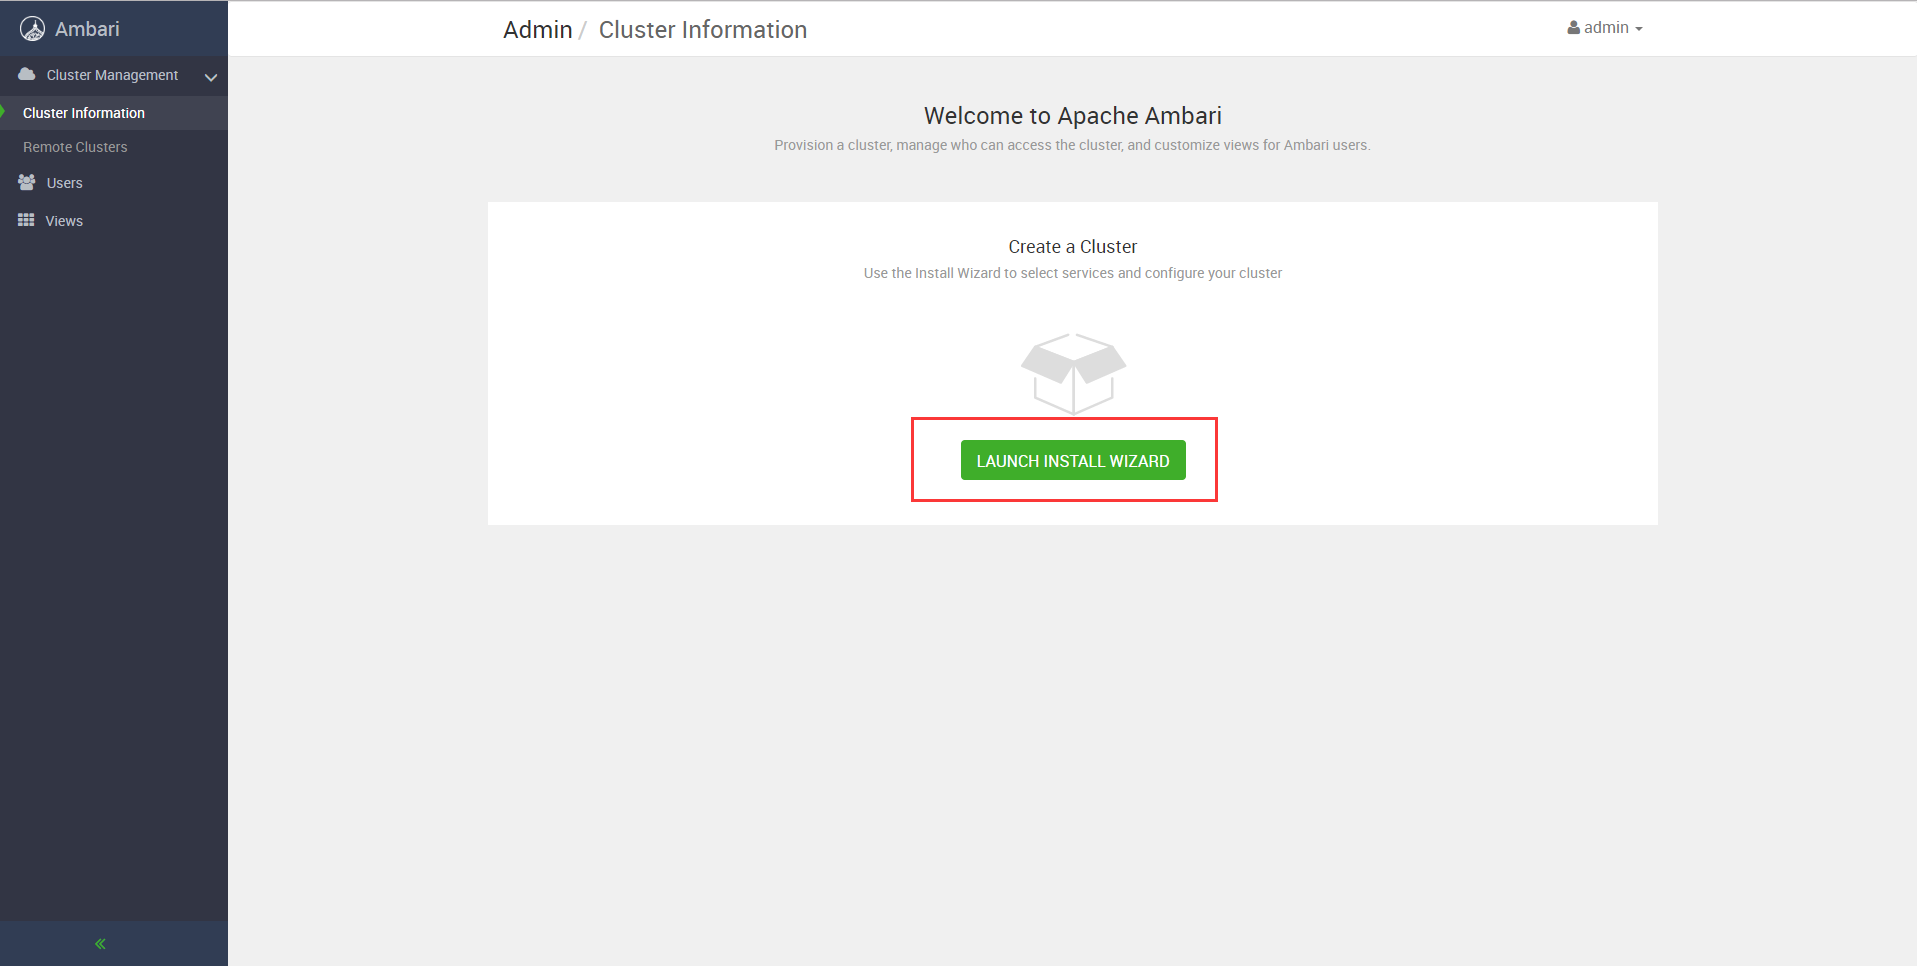 Ambari
Admin / Cluster Information
admin
Cluster Management
Cluster Information
Remote Clusters
Users
Views
Welcome to Apache Ambari
Provision a cluster, manage who can access the cluster, and customize views for Ambari users.
Create a Cluster
Use the Install Wizard to select services and configure your cluster
LAUNCH INSTALL WIZARD